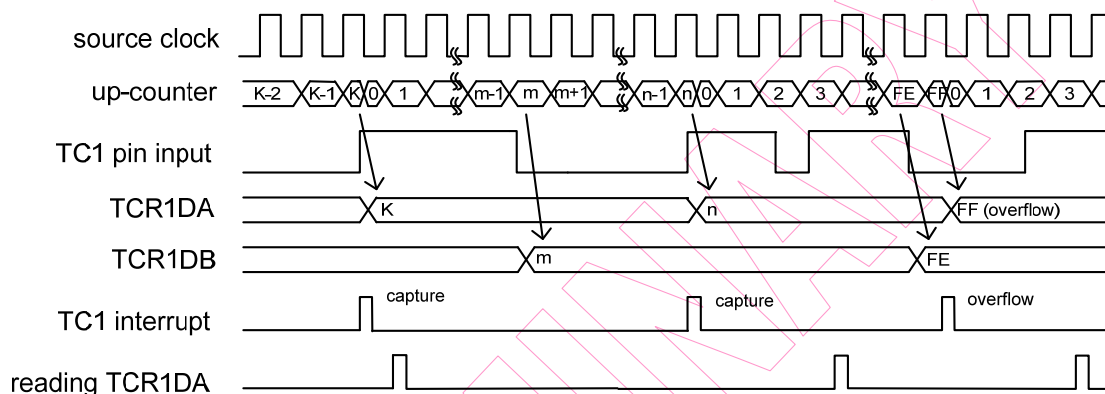 source clock
up-counter K-2 K-1 K 0 1 m-1 m m+1 n-1 n 0 1 2 3 FE FF 0 1 2 3
TC1 pin input
TCR1DA K n FF (overflow)
TCR1DB m FE
TC1 interrupt capture capture overflow
reading TCR1DA